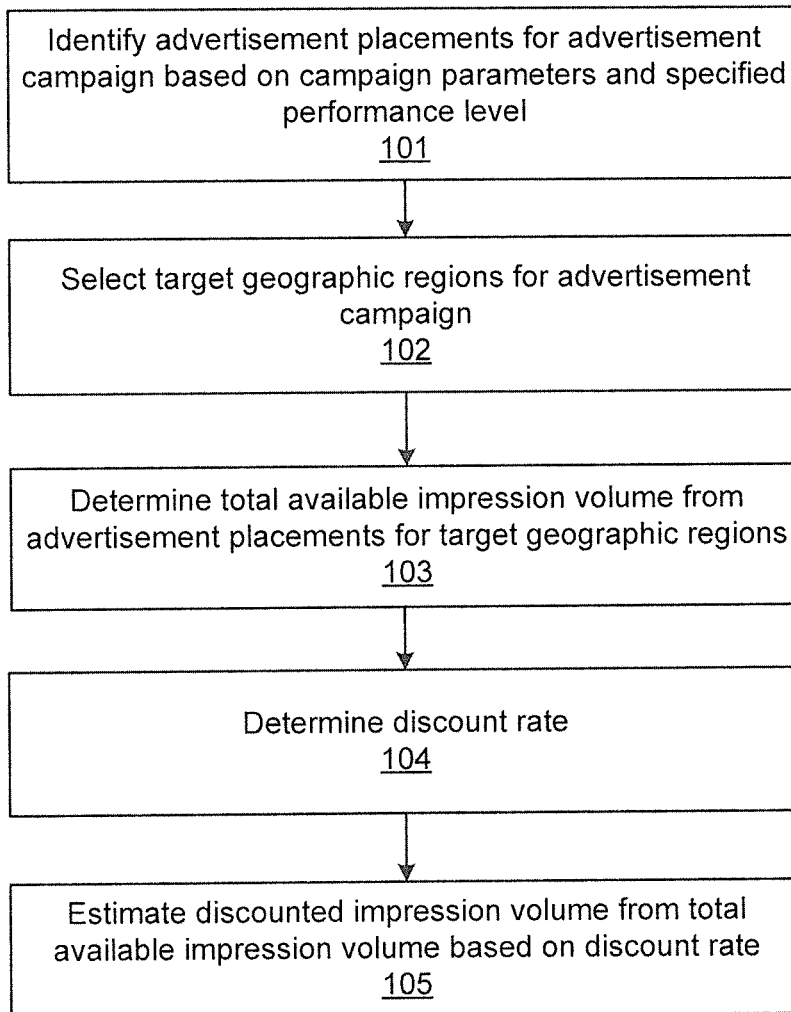 Identify advertisement placements for advertisement
campaign based on campaign parameters and specified
performance level
101
Select target geographic regions for advertisement
campaign
102
Determine total available impression volume from
advertisement placements for target geographic regions
103
Determine discount rate
104
Estimate discounted impression volume from total
available impression volume based on discount rate
105